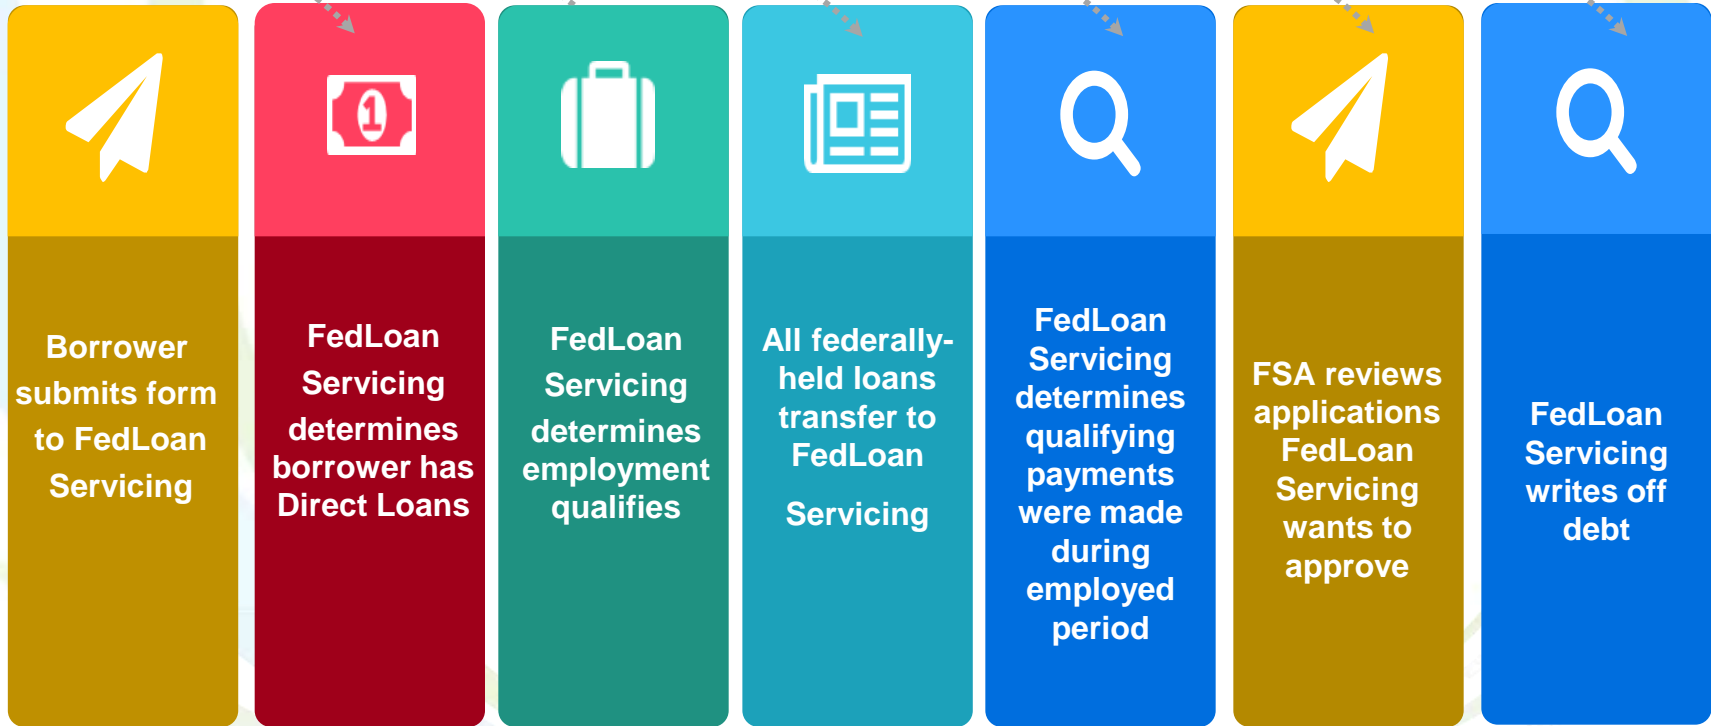 1
Borrower
submits form
to FedLoan
Servicing
FedLoan
Servicing
determines
borrower has
Direct Loans
FedLoan
Servicing
determines
employment
qualifies
All federally-
held loans
transfer to
FedLoan
Servicing
FedLoan
Servicing
determines
qualifying
payments
were made
during
employed
period
FSA reviews
applications
FedLoan
Servicing
wants to
approve
FedLoan
Servicing
writes off
debt